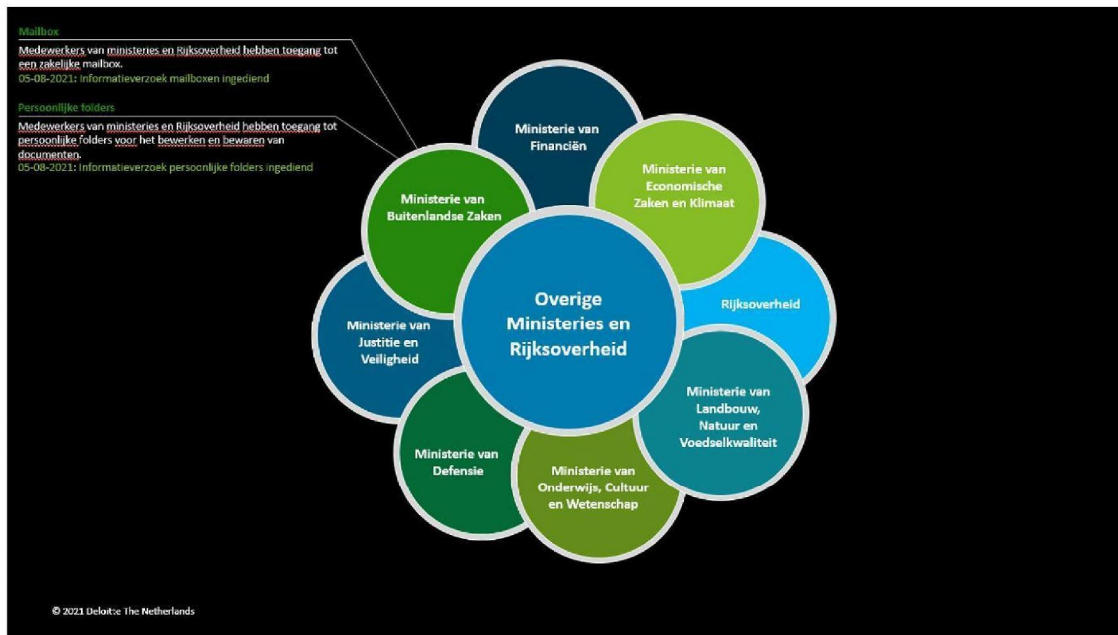 Mailbox
Medewerkers van ministeries en Rijksoverheid hebben toegang tot
een zakelijke mailbox.
05-08-2021: Informatieverzoek mailboxen ingediend
Persoonlijke folders
Medewerkers van ministeries en Rijksoverheid hebben toegang tot
persoonlijke folders voor het bewerken en bewaren van
documenten.
05-08-2021: Informatieverzoek persoonlijke folders ingediend
Ministerie van
Financiën
Ministerie van
Economische
Zaken en Klimaat
Ministerie van
Buitenlandse Zaken
Rijksoverheid
Overige
Ministeries en
Rijksoverheid
Ministerie van
Justitie en
Veiligheid
Ministerie van
Landbouw,
Natuur en
Voedselkwaliteit
Ministerie van
Defensie
Ministerie van
Onderwijs, Cultuur
en Wetenschap
© 2021 Deloitte The Netherlands